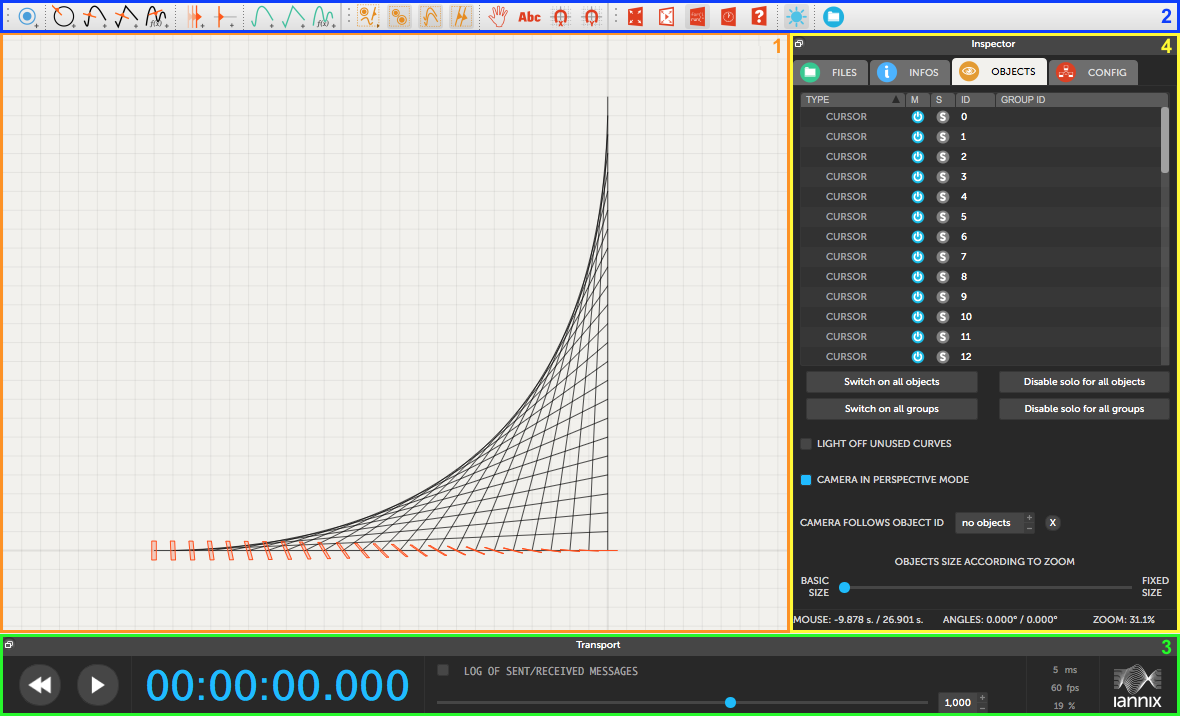 f(x) f(x) Abc 2
1
Inspector 4
FILES INFOS OBJECTS CONFIG
TYPE M S ID GROUP ID
CURSOR S 0
CURSOR S 1
CURSOR S 2
CURSOR S 3
CURSOR S 4
CURSOR S 5
CURSOR S 6
CURSOR S 7
CURSOR S 8
CURSOR S 9
CURSOR S 10
CURSOR S 11
CURSOR S 12
Switch on all objects Disable solo for all objects
Switch on all groups Disable solo for all groups
LIGHT OFF UNUSED CURVES
CAMERA IN PERSPECTIVE MODE
CAMERA FOLLOWS OBJECT ID no objects X
OBJECTS SIZE ACCORDING TO ZOOM
BASIC SIZE FIXED SIZE
MOUSE: -9.878 s. / 26.901 s. ANGLES: 0.000° / 0.000° ZOOM: 31.1%
Transport 3
00:00:00.000
LOG OF SENT/RECEIVED MESSAGES
1,000
5 ms
60 fps
19 %
iannix